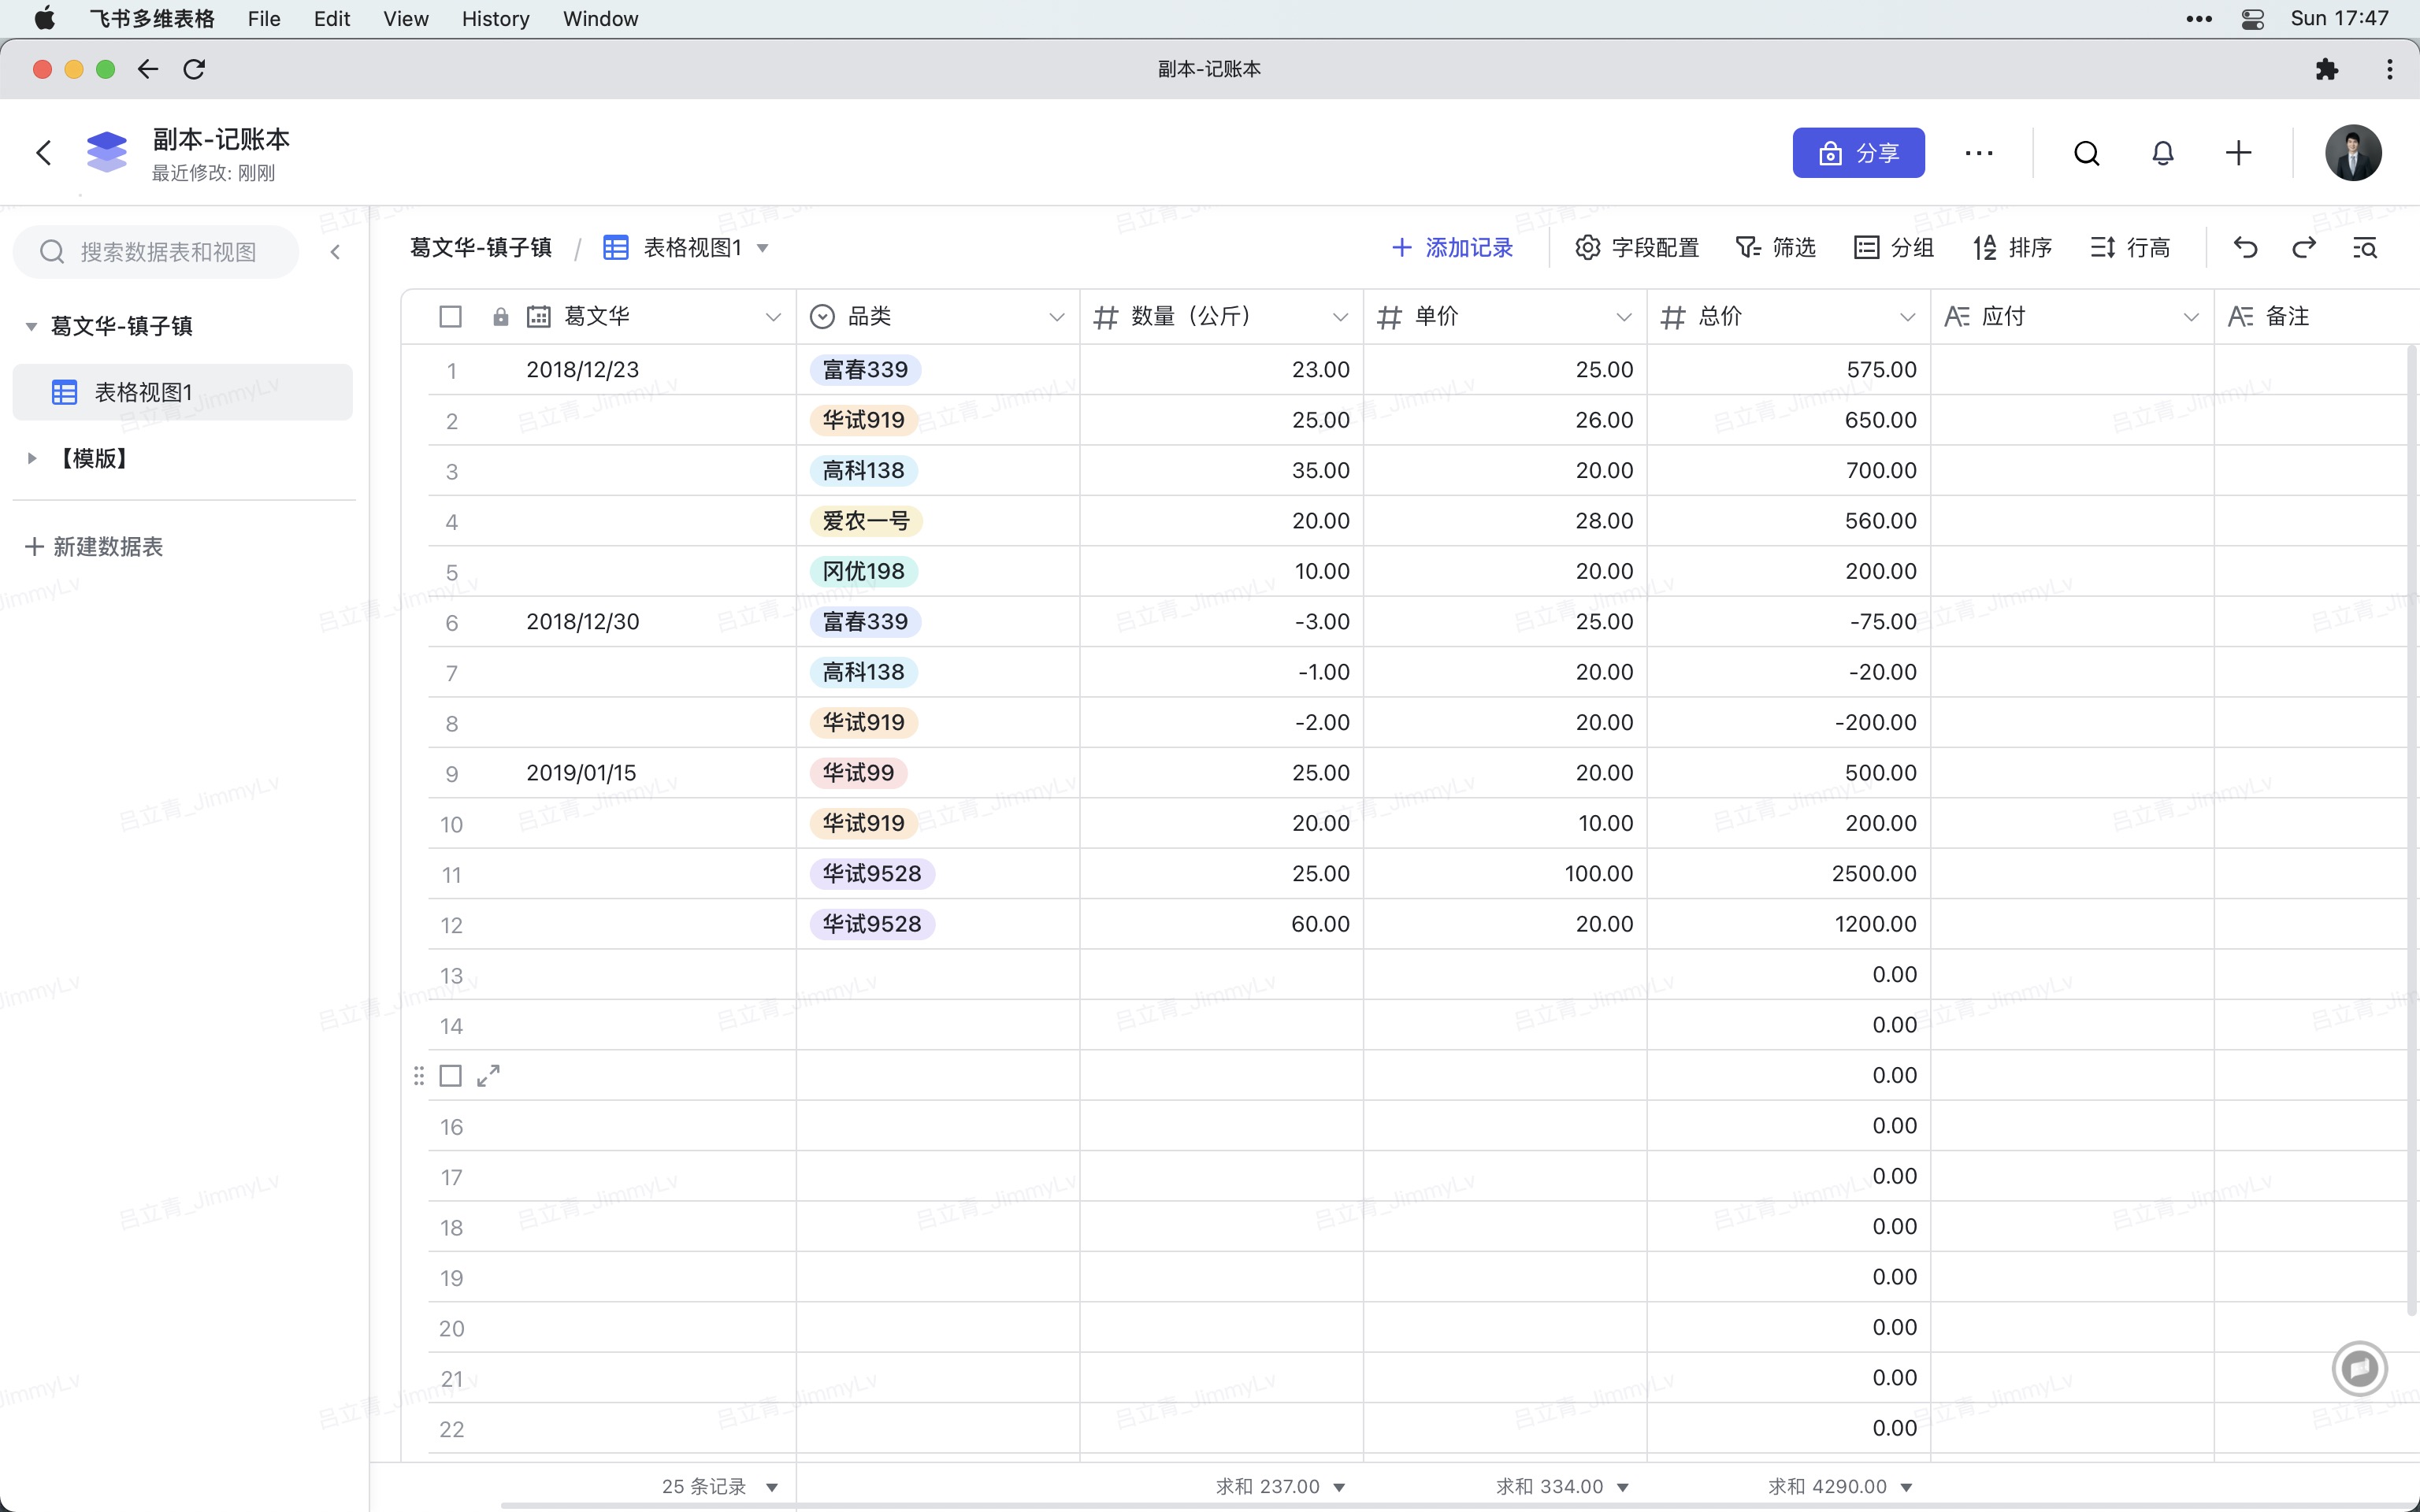 飞书多维表格 File Edit View History Window Sun 17:47
副本-记账本
副本-记账本
最近修改: 刚刚
分享
搜索数据表和视图
葛文华-镇子镇
表格视图1
【模版】
新建数据表
葛文华-镇子镇 / 表格视图1
添加记录 字段配置 筛选 分组 排序 行高
葛文华 品类 数量（公斤） 单价 总价 应付 备注
1 2018/12/23 富春339 23.00 25.00 575.00
2 华试919 25.00 26.00 650.00
3 高科138 35.00 20.00 700.00
4 爱农一号 20.00 28.00 560.00
5 冈优198 10.00 20.00 200.00
6 2018/12/30 富春339 -3.00 25.00 -75.00
7 高科138 -1.00 20.00 -20.00
8 华试919 -2.00 20.00 -200.00
9 2019/01/15 华试99 25.00 20.00 500.00
10 华试919 20.00 10.00 200.00
11 华试9528 25.00 100.00 2500.00
12 华试9528 60.00 20.00 1200.00
13 0.00
14 0.00
0.00
16 0.00
17 0.00
18 0.00
19 0.00
20 0.00
21 0.00
22 0.00
25 条记录 求和 237.00 求和 334.00 求和 4290.00
吕立青_JimmyLv